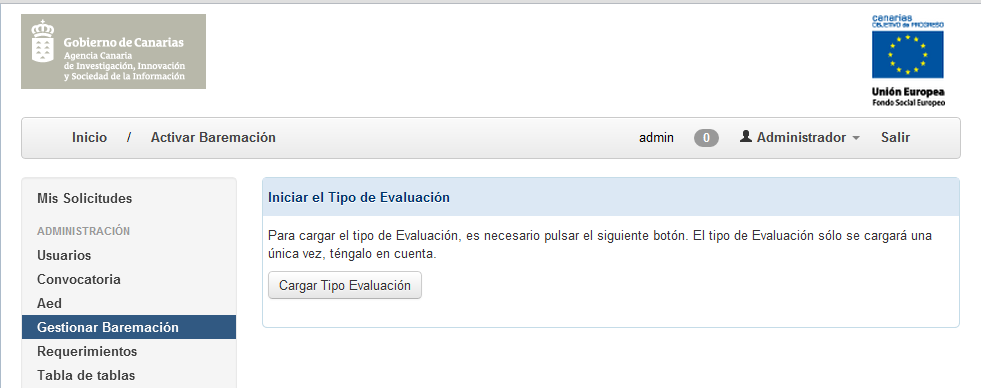 Gobierno de Canarias
Agencia Canaria
de Investigación, Innovación
y Sociedad de la Información
canarias
OBJETIVO de PROGRESO
Unión Europea
Fondo Social Europeo
Inicio / Activar Baremación admin 0 Administrador Salir
Mis Solicitudes
ADMINISTRACIÓN
Usuarios
Convocatoria
Aed
Gestionar Baremación
Requerimientos
Tabla de tablas
Iniciar el Tipo de Evaluación
Para cargar el tipo de Evaluación, es necesario pulsar el siguiente botón. El tipo de Evaluación sólo se cargará una
única vez, téngalo en cuenta.
Cargar Tipo Evaluación